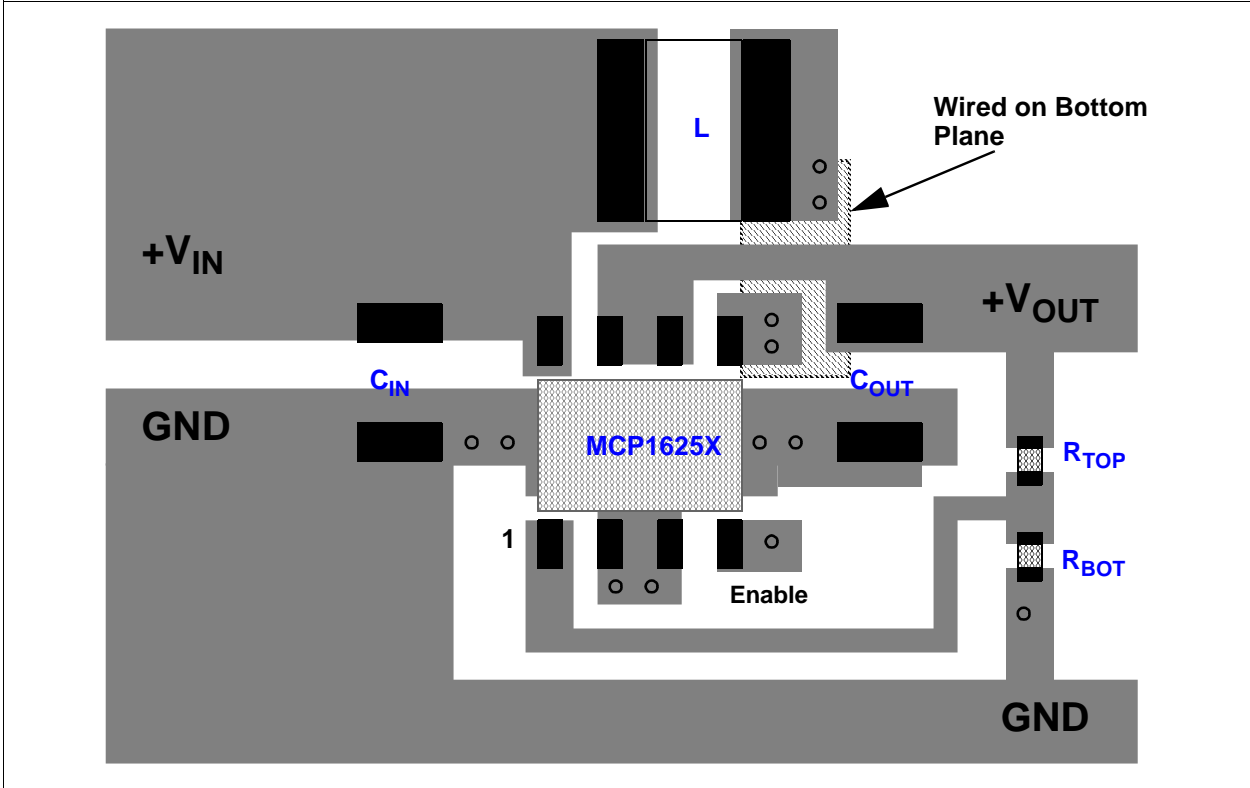 Wired on Bottom
Plane
L
+VIN
+VOUT
CIN
COUT
GND
MCP1625X
RTOP
1
RBOT
Enable
GND